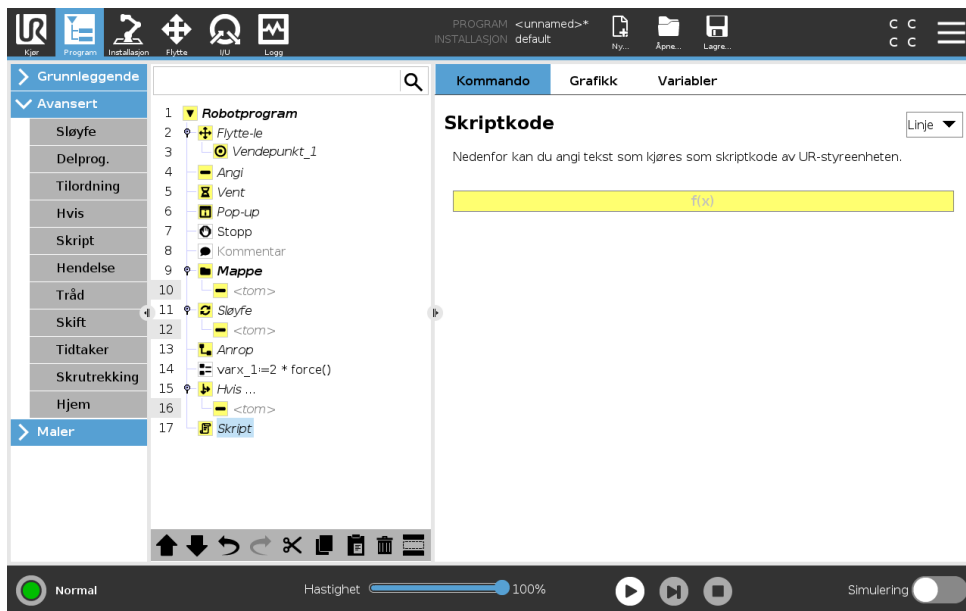 UR
Kjør
Program
Installasjon
Flytte
I/U
Logg
PROGRAM <unnamed>*
INSTALLASJON default
Ny...
Åpne...
Lagre...
C C
C C
Grunnleggende
Avansert
Sløyfe
Delprog.
Tilordning
Hvis
Skript
Hendelse
Tråd
Skift
Tidtaker
Skrutrekking
Hjem
Maler
1 Robotprogram
2 Flytte-le
3 Vendepunkt_1
4 Angi
5 Vent
6 Pop-up
7 Stopp
8 Kommentar
9 Mappe
10 <tom>
11 Sløyfe
12 <tom>
13 Anrop
14 varx_1≔2 * force()
15 Hvis ...
16 <tom>
17 Skript
Kommando Grafikk Variabler
Skriptkode
Linje
Nedenfor kan du angi tekst som kjøres som skriptkode av UR-styreenheten.
f(x)
Normal
Hastighet 100%
Simulering